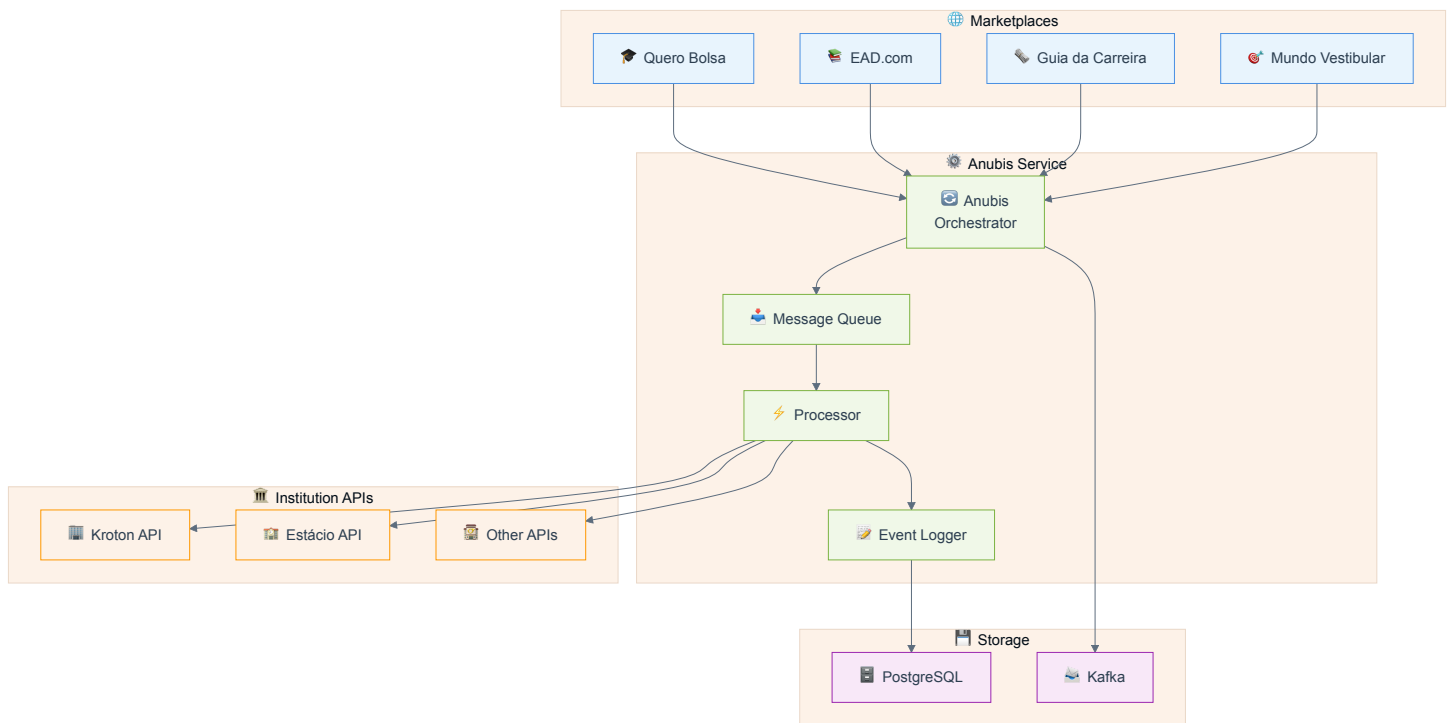 Marketplaces
Quero Bolsa
EAD.com
Guia da Carreira
Mundo Vestibular
Anubis Service
Anubis
Orchestrator
Message Queue
Processor
Institution APIs
Kroton API
Estácio API
Other APIs
Event Logger
Storage
PostgreSQL
Kafka